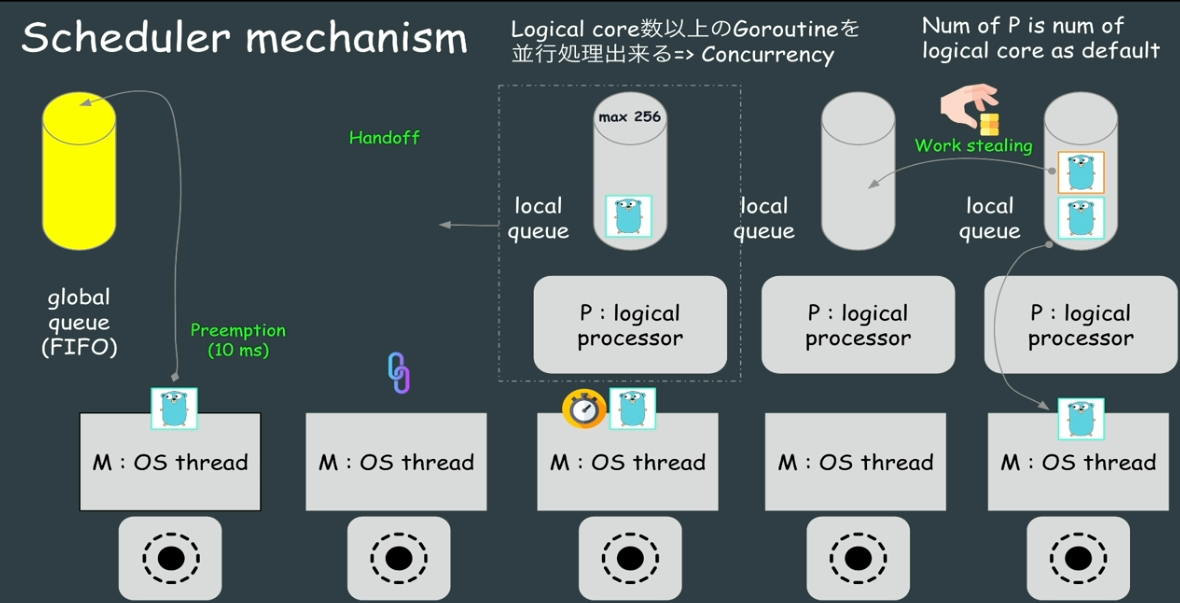 Scheduler mechanism
Logical core数以上のGoroutineを
並行処理出来る=> Concurrency
Num of P is num of
logical core as default
max 256
Handoff
Work stealing
local
queue
local
queue
local
queue
global
queue
(FIFO)
Preemption
(10 ms)
P : logical
processor
P : logical
processor
P : logical
processor
M : OS thread
M : OS thread
M : OS thread
M : OS thread
M : OS thread